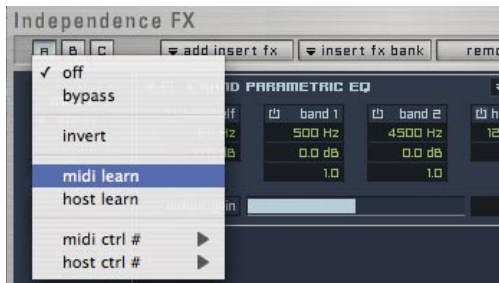 Independence FX
A B C add insert fx insert fx bank
off
bypass
invert
midi learn
host learn
midi ctrl #
host ctrl #
BAND PARAMETRIC EQ
band 1 band 2
500 Hz 4500 Hz
0.0 dB 0.0 dB
1.0 1.0